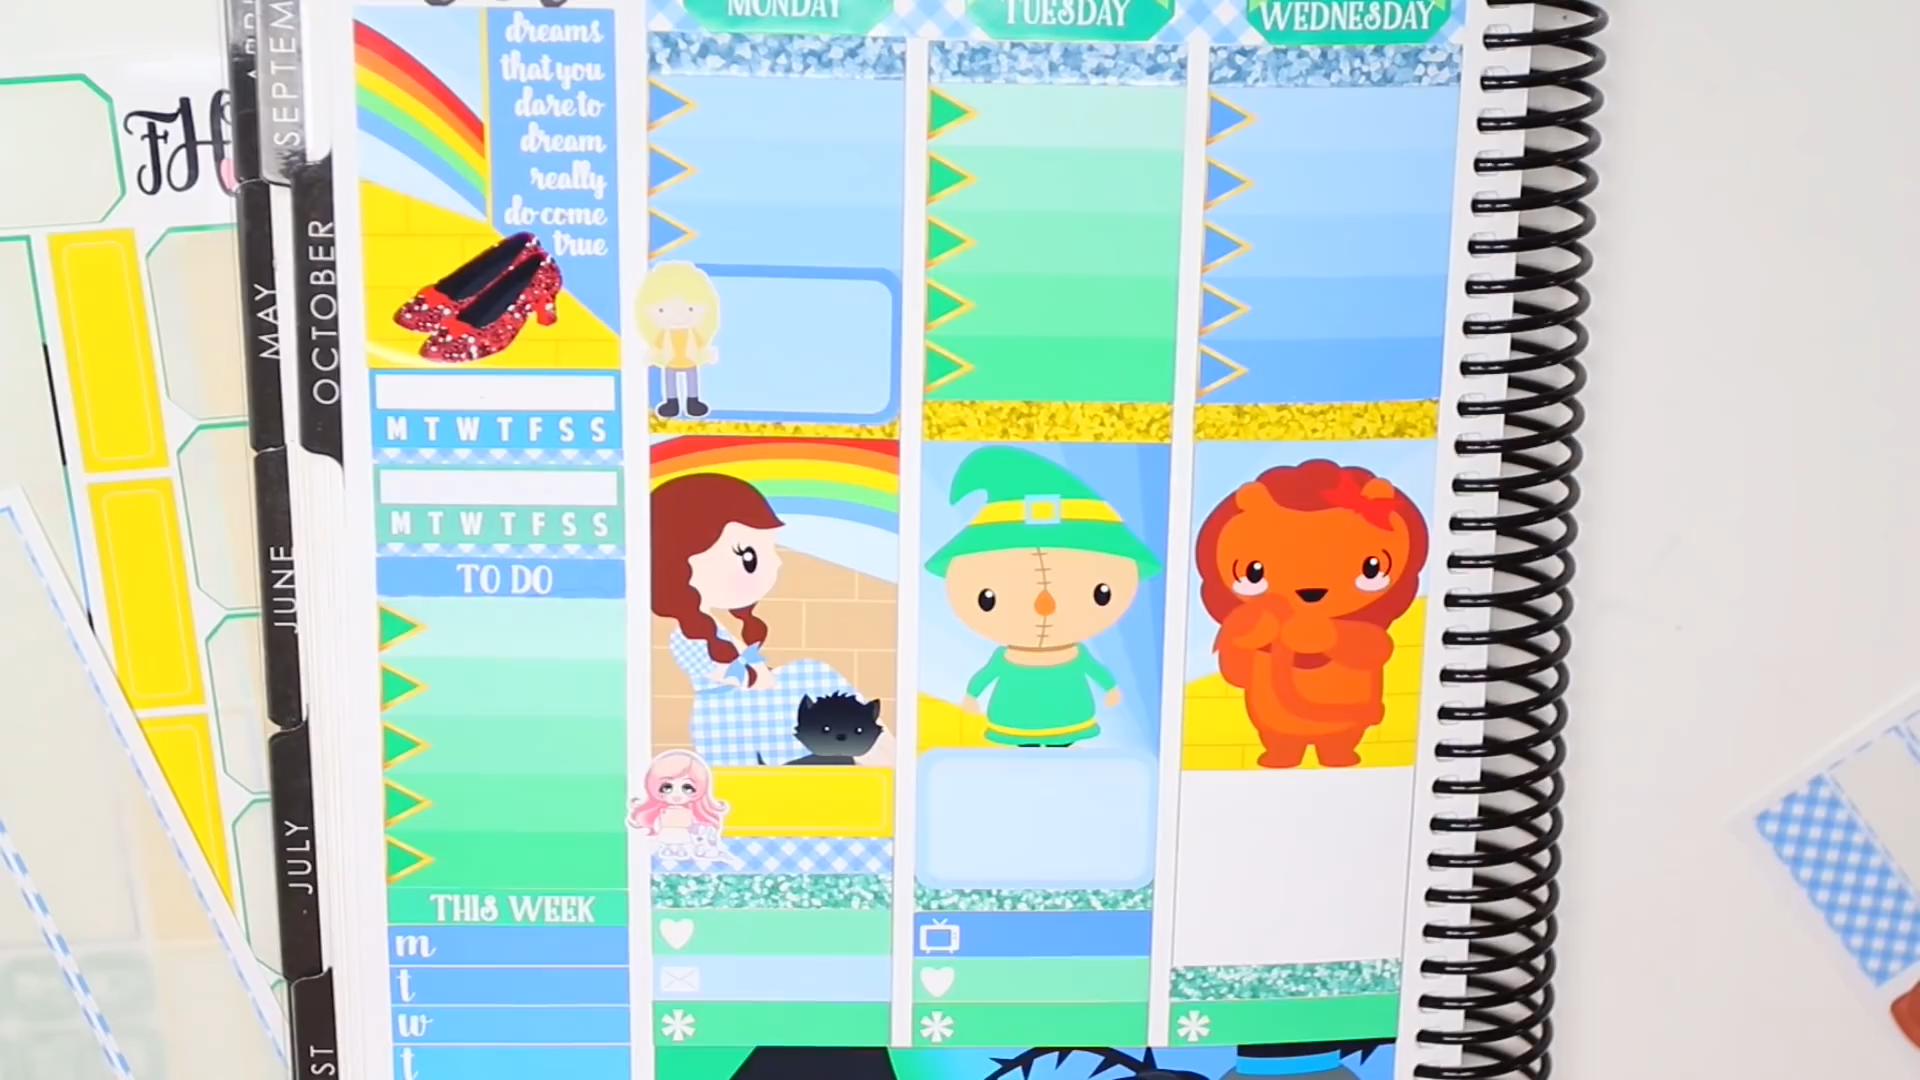 MONDAY
TUESDAY
WEDNESDAY
dreams
that you
dare to
dream
really
do come
true
M T W T F S S
M T W T F S S
TO DO
THIS WEEK
m
t
w
t
SEPTEM
OCTOBER
MAY
JUNE
JULY
ST
FH